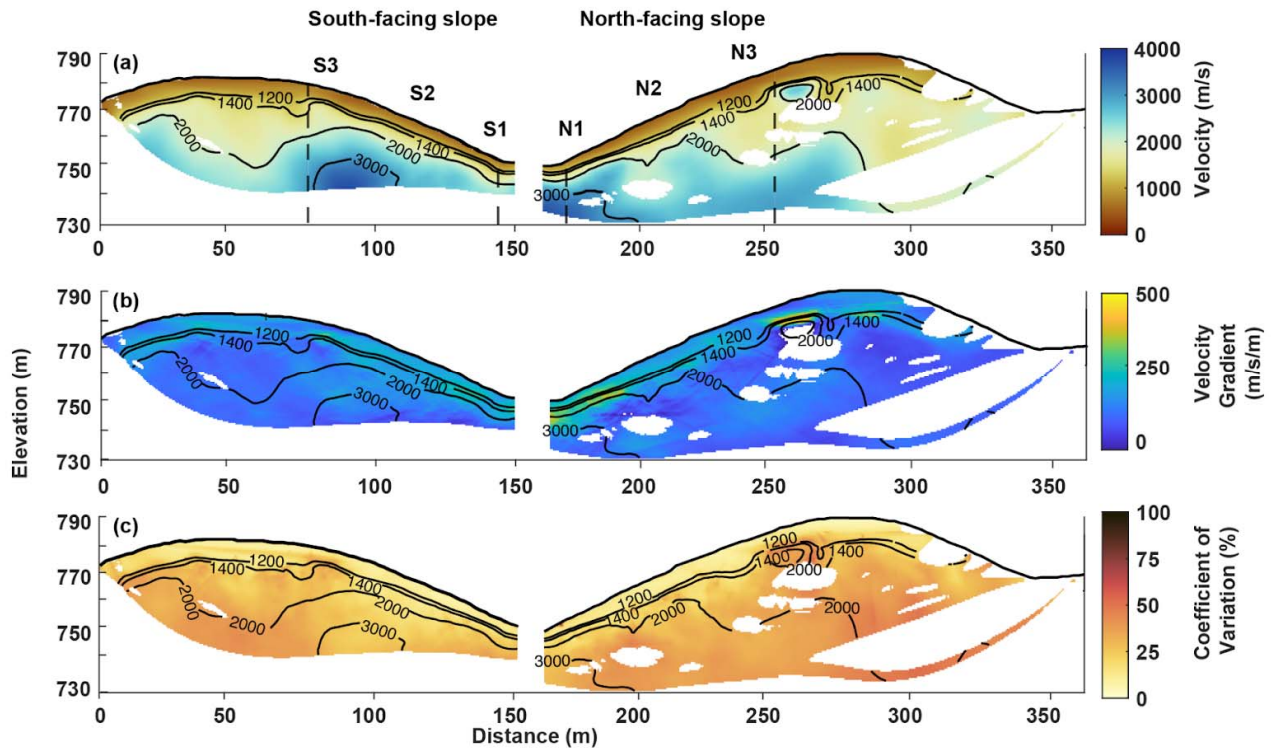 South-facing slope North-facing slope
790 (a) S3 S2 S1 N1 N2 N3 4000
770 1200 1400 2000 2000 1200 1400 2000 1400 3000
750 2000 3000 3000 2000 2000
730 1000
0
Velocity (m/s)
0 50 100 150 200 250 300 350
790 (b) 500
770 1200 1400 1200 1400 2000 1400
750 2000 2000 3000 1400 3000 2000 250
730 0
Velocity
Gradient
(m/s/m)
0 50 100 150 200 250 300 350
Elevation (m)
790 (c) 100
770 1200 1400 1200 1400 2000 1400 75
750 2000 2000 2000 3000 1400 3000 1200 1400 2000 2000 50
730 25
0
Coefficient of
Variation (%)
0 50 100 150 200 250 300 350
Distance (m)